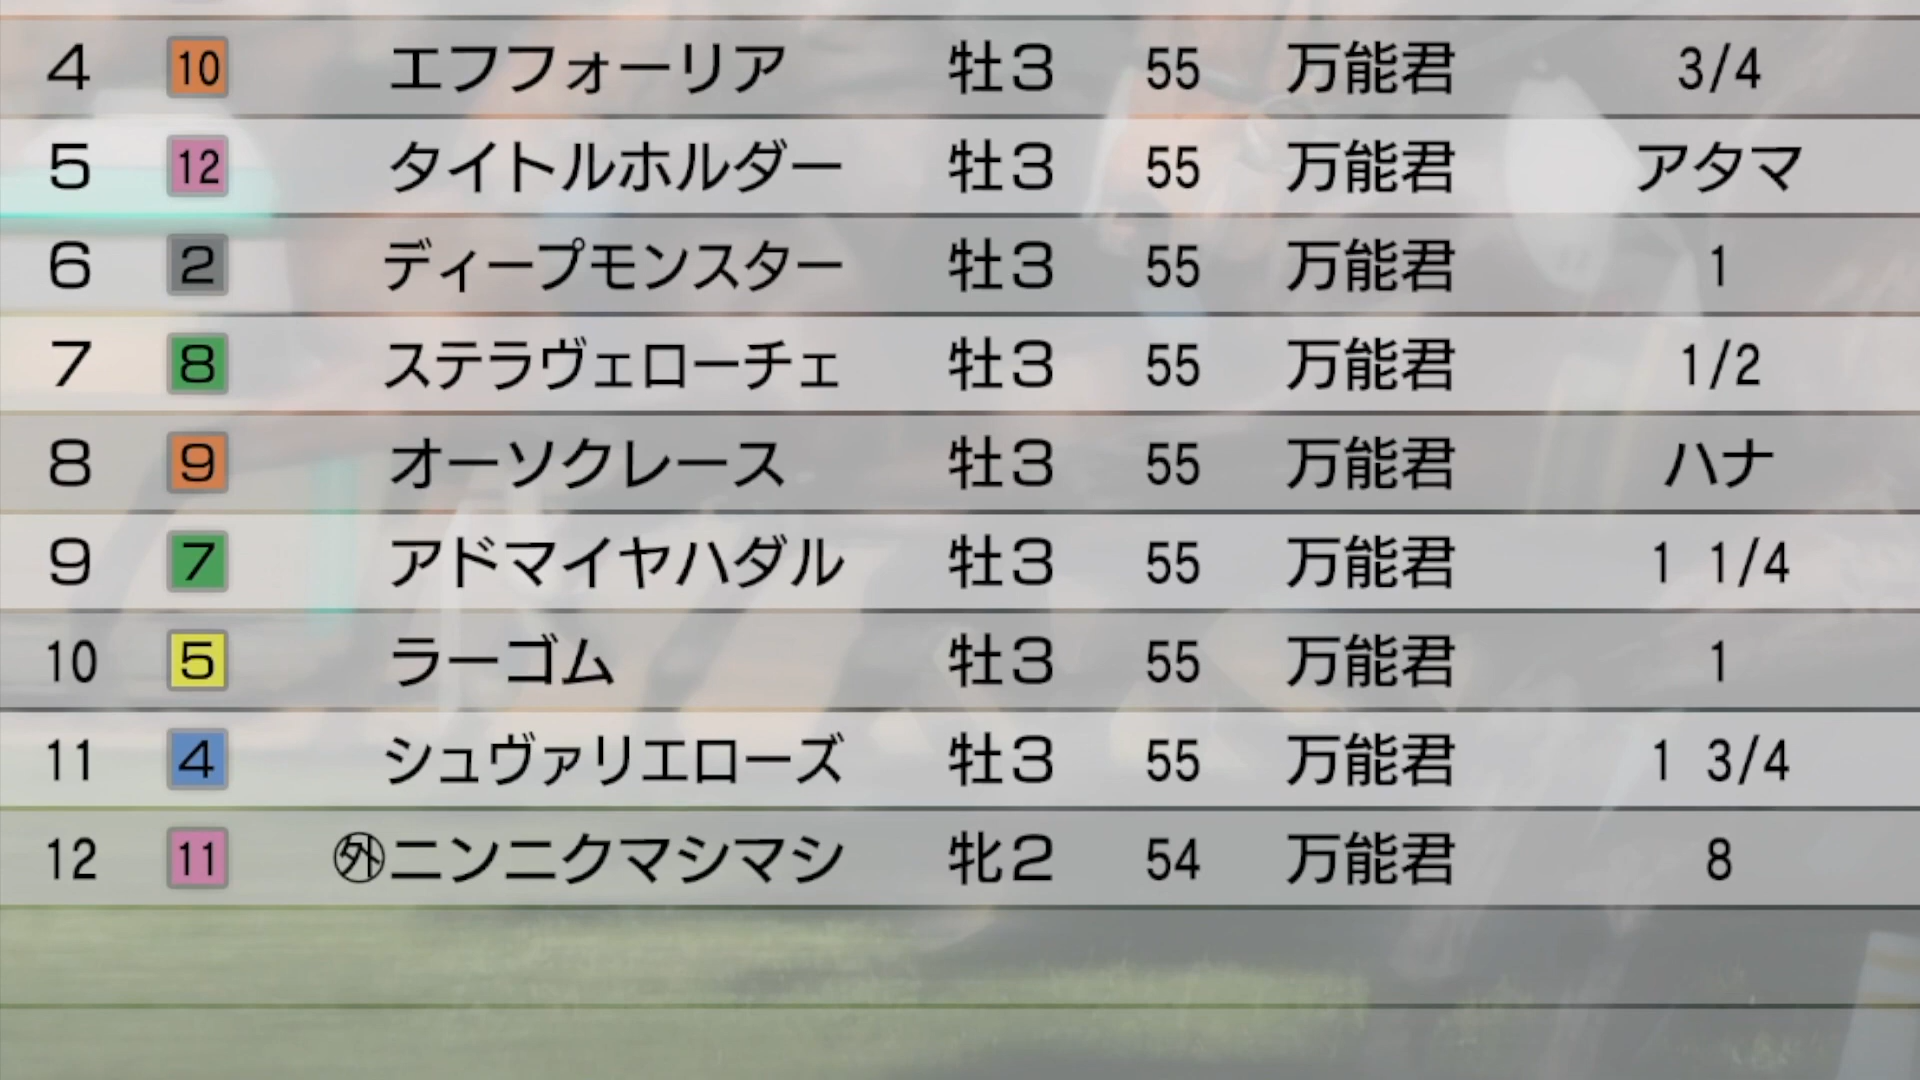 4 10 エフフォーリア 牡3 55 万能君 3/4
5 12 タイトルホルダー 牡3 55 万能君 アタマ
6 2 ディープモンスター 牡3 55 万能君 1
7 8 ステラヴェローチェ 牡3 55 万能君 1/2
8 9 オーソクレース 牡3 55 万能君 ハナ
9 7 アドマイヤハダル 牡3 55 万能君 1 1/4
10 5 ラーゴム 牡3 55 万能君 1
11 4 シュヴァリエローズ 牡3 55 万能君 1 3/4
12 11 ㊕ニンニクマシマシ 牝2 54 万能君 8